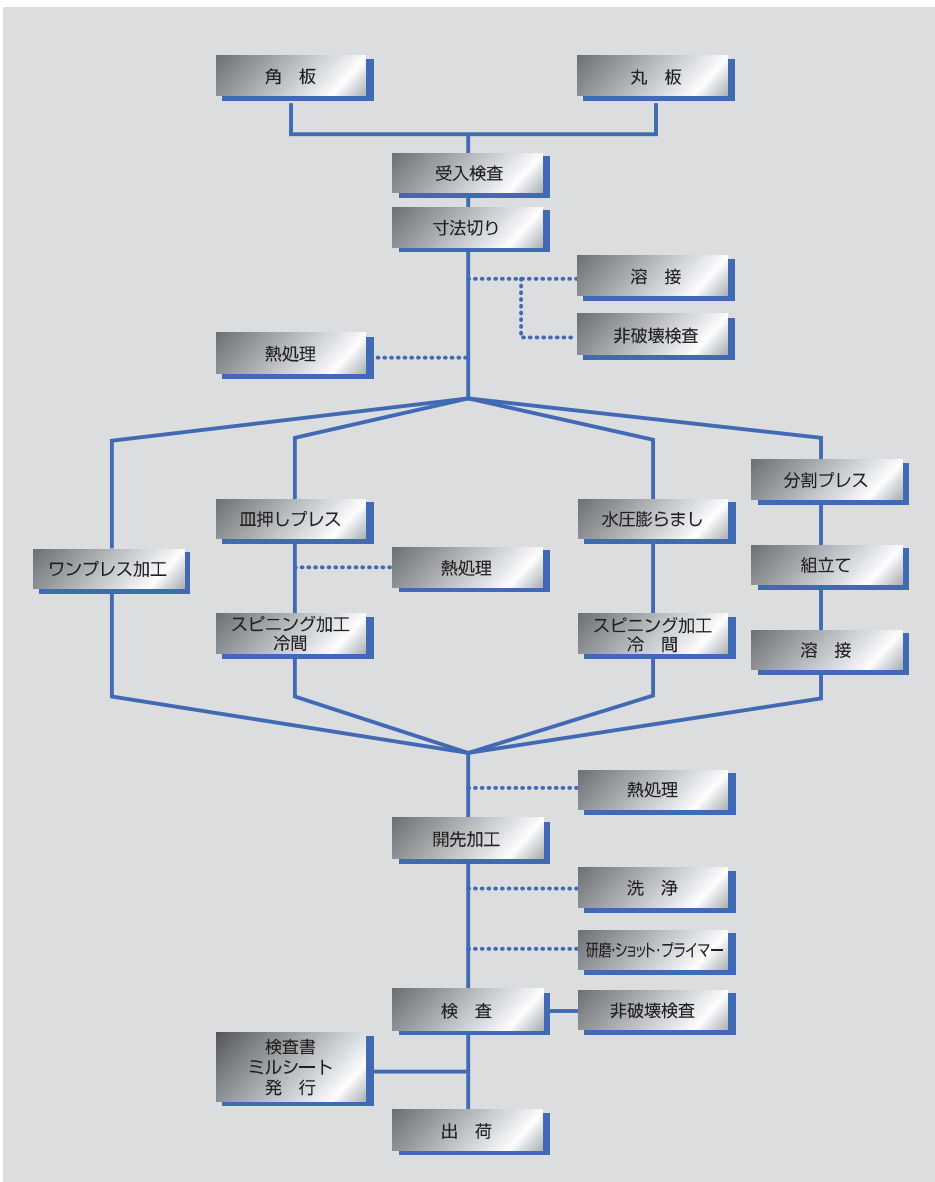 角　板
丸　板
受入検査
寸法切り
溶　接
非破壊検査
熱処理
分割プレス
皿押しプレス
水圧膨らまし
ワンプレス加工
熱処理
組立て
スピニング加工
冷間
スピニング加工
冷　間
溶　接
熱処理
開先加工
洗　浄
研磨・ショット・プライマー
検　査
非破壊検査
検査書
ミルシート
発　行
出　荷